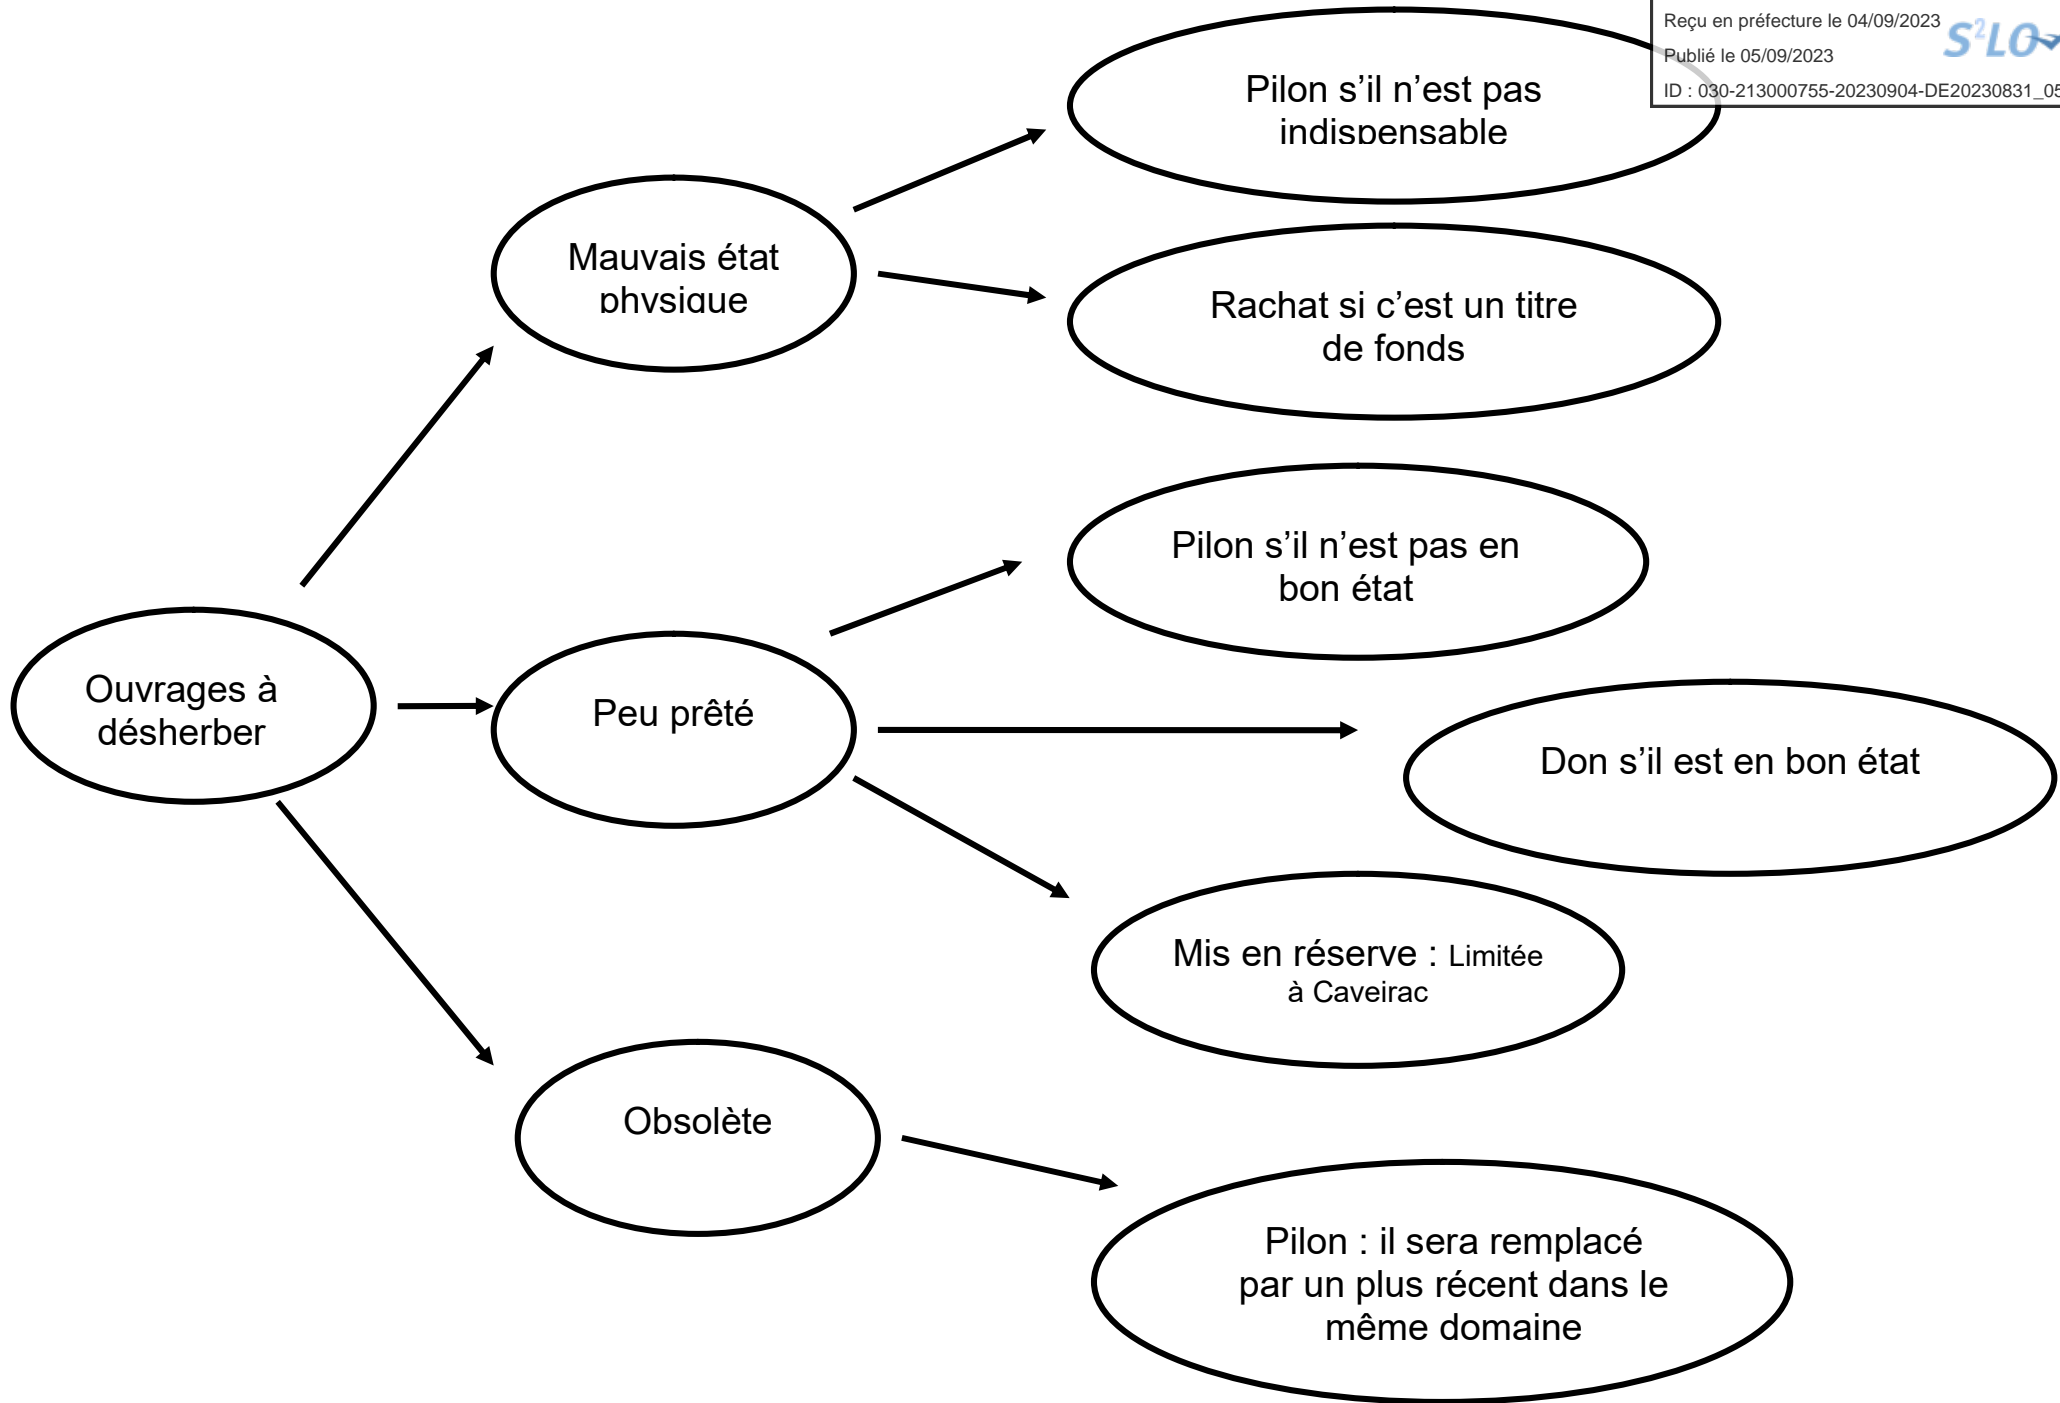 Reçu en préfecture le 04/09/2023
S²LO
Publié le 05/09/2023
ID : 030-213000755-20230904-DE20230831_05
Pilon s’il n’est pas
indispensable
Mauvais état
physique
Rachat si c’est un titre
de fonds
Pilon s’il n’est pas en
bon état
Ouvrages à
désherber
Peu prêté
Don s’il est en bon état
Mis en réserve : Limitée
à Caveirac
Obsolète
Pilon : il sera remplacé
par un plus récent dans le
même domaine